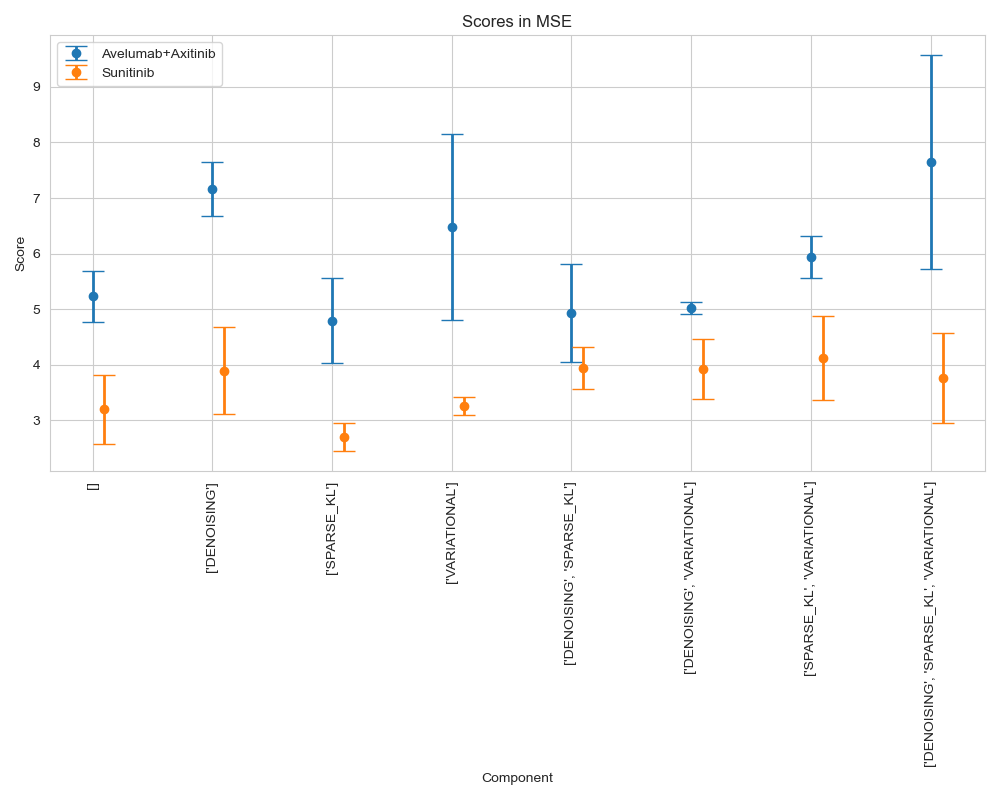 Scores in MSE
Avelumab+Axitinib
Sunitinib
Score
9
8
7
6
5
4
3
[]
['DENOISING']
['SPARSE_KL']
['VARIATIONAL']
['DENOISING', 'SPARSE_KL']
['DENOISING', 'VARIATIONAL']
['SPARSE_KL', 'VARIATIONAL']
['DENOISING', 'SPARSE_KL', 'VARIATIONAL']
Component